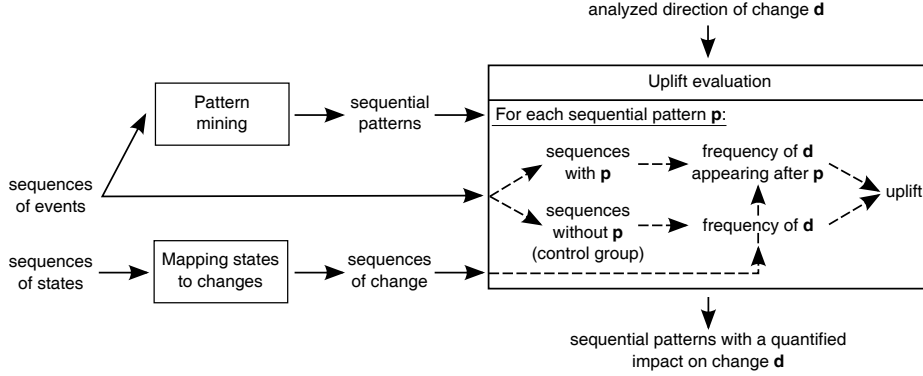 analyzed direction of change d
Uplift evaluation
Pattern
mining
sequential
patterns
For each sequential pattern p:
sequences
of events
sequences
with p
frequency of d
appearing after p
uplift
sequences
without p
(control group)
frequency of d
sequences
of states
Mapping states
to changes
sequences
of change
sequential patterns with a quantified
impact on change d